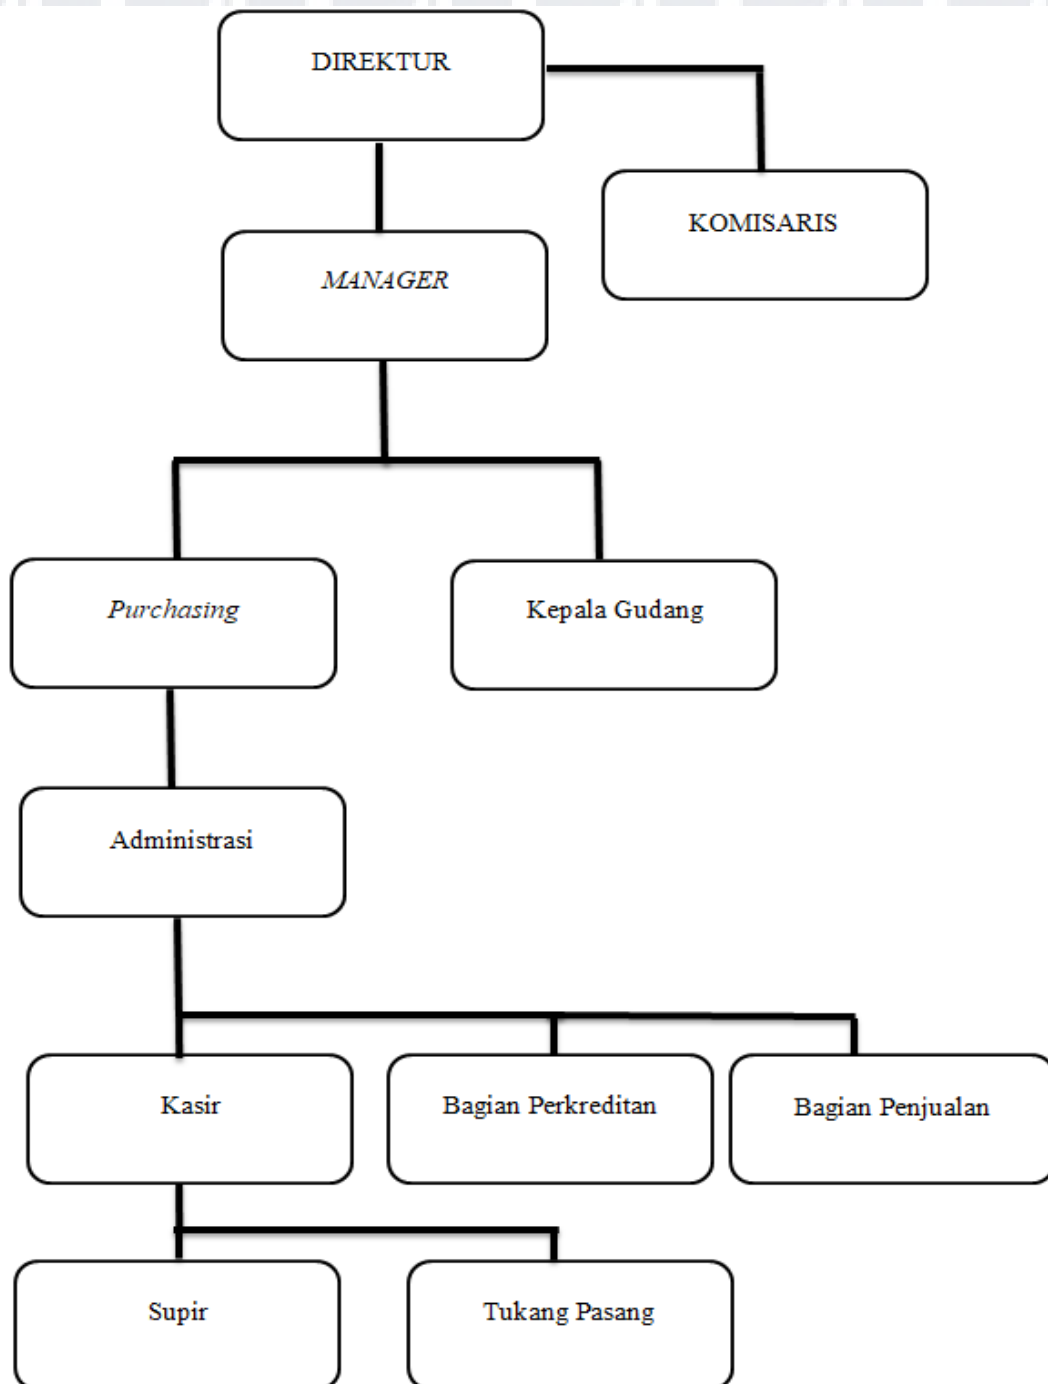 DIREKTUR
KOMISARIS
MANAGER
Purchasing
Kepala Gudang
Administrasi
Kasir
Bagian Perkreditan
Bagian Penjualan
Supir
Tukang Pasang